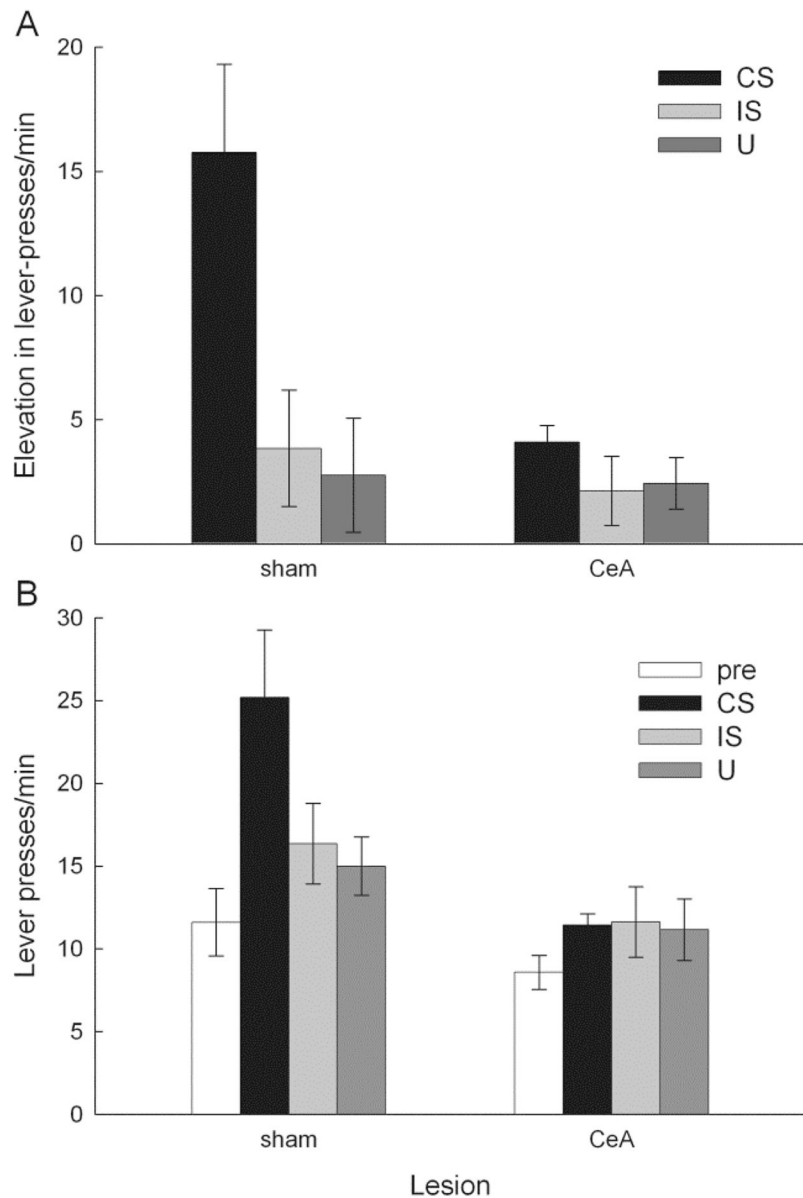 A
Elevation in lever-presses/min
20
15
10
5
0
CS
IS
U
sham
CeA
B
Lever presses/min
30
25
20
15
10
5
0
pre
CS
IS
U
sham
CeA
Lesion